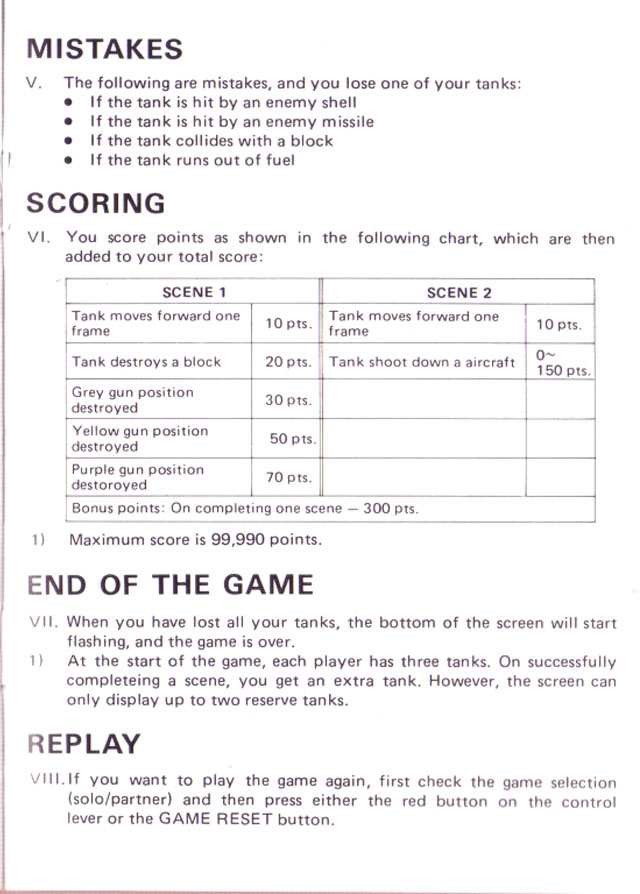 MISTAKES
V. The following are mistakes, and you lose one of your tanks:
● If the tank is hit by an enemy shell
● If the tank is hit by an enemy missile
● If the tank collides with a block
● If the tank runs out of fuel
SCORING
VI. You score points as shown in the following chart, which are then
added to your total score:
SCENE 1 SCENE 2
Tank moves forward one
frame
10 pts.
Tank moves forward one
frame
10 pts.
Tank destroys a block 20 pts. Tank shoot down a aircraft 0~
150 pts.
Grey gun position
destroyed
30 pts.
Yellow gun position
destroyed
50 pts.
Purple gun position
destoroyed
70 pts.
Bonus points: On completing one scene — 300 pts.
1) Maximum score is 99,990 points.
END OF THE GAME
VII. When you have lost all your tanks, the bottom of the screen will start
flashing, and the game is over.
1) At the start of the game, each player has three tanks. On successfully
completeing a scene, you get an extra tank. However, the screen can
only display up to two reserve tanks.
REPLAY
VIII. If you want to play the game again, first check the game selection
(solo/partner) and then press either the red button on the control
lever or the GAME RESET button.